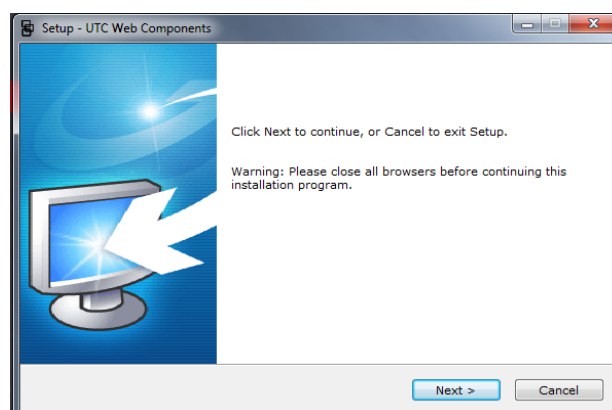 Setup - UTC Web Components
Click Next to continue, or Cancel to exit Setup.
Warning: Please close all browsers before continuing this
installation program.
Next >
Cancel